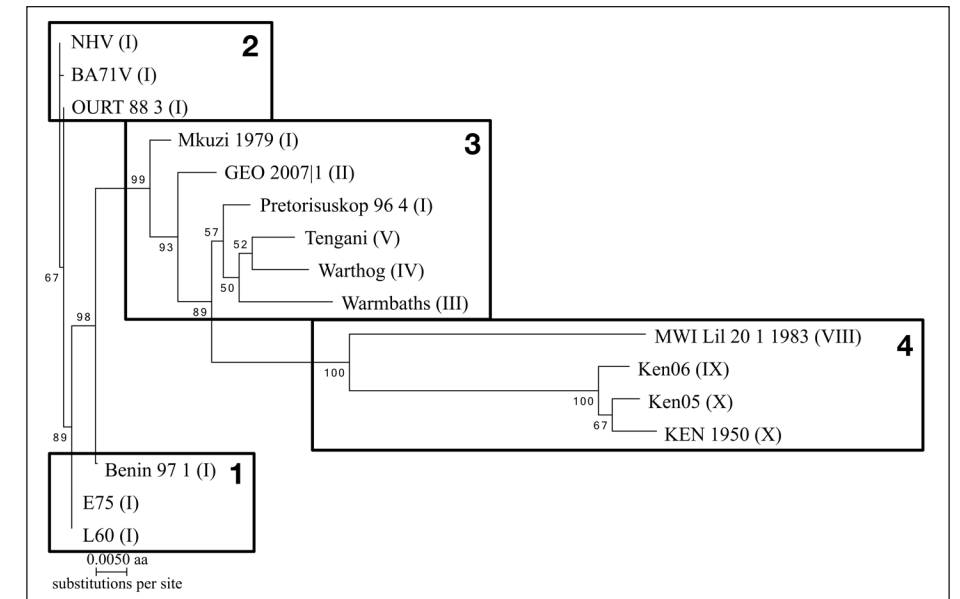 NHV (I)
2
BA71V (I)
OURT 88 3 (I)
Mkuzi 1979 (I)
3
99
GEO 2007|1 (II)
Pretorisuskop 96 4 (I)
57
Tengani (V)
52
93
Warthog (IV)
67
50
Warmbaths (III)
89
98
MWI Lil 20 1 1983 (VIII)
4
100
Ken06 (IX)
100
Ken05 (X)
67
KEN 1950 (X)
89
Benin 97 1 (I)
1
E75 (I)
L60 (I)
0.0050 aa
substitutions per site